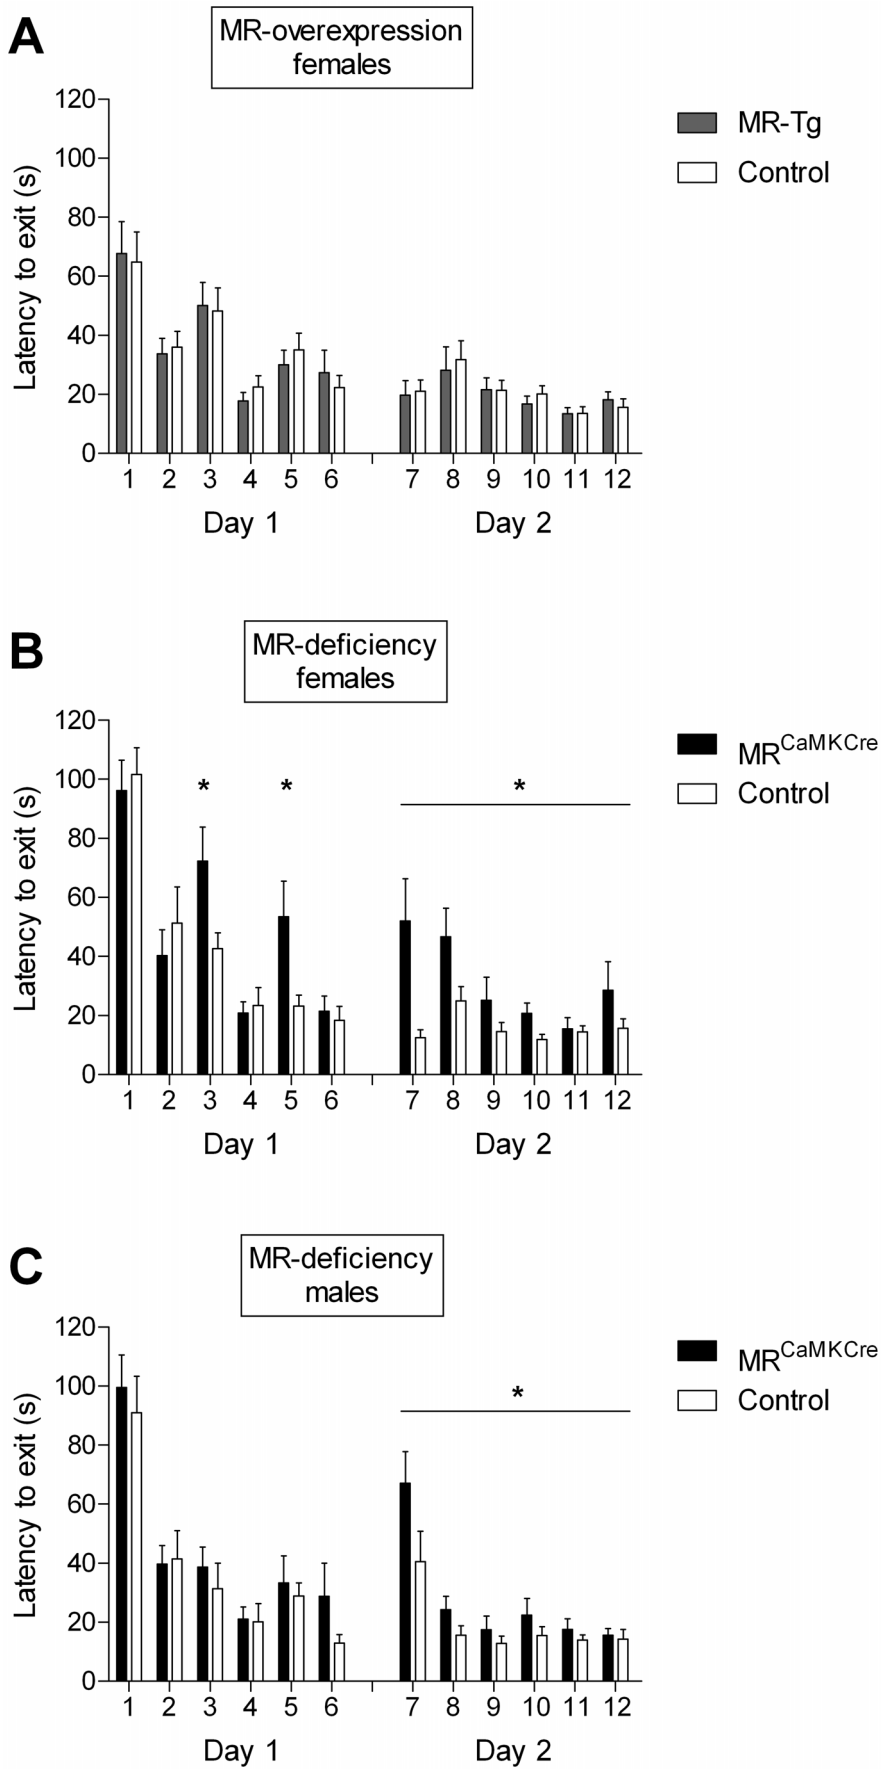 A
MR-overexpression
females
120
100
80
60
40
20
0
Latency to exit (s)
MR-Tg
Control
1 2 3 4 5 6 7 8 9 10 11 12
Day 1 Day 2
B
MR-deficiency
females
120
100
80
60
40
20
0
Latency to exit (s)
* * *
MRCaMKCre
Control
1 2 3 4 5 6 7 8 9 10 11 12
Day 1 Day 2
C
MR-deficiency
males
120
100
80
60
40
20
0
Latency to exit (s)
*
MRCaMKCre
Control
1 2 3 4 5 6 7 8 9 10 11 12
Day 1 Day 2